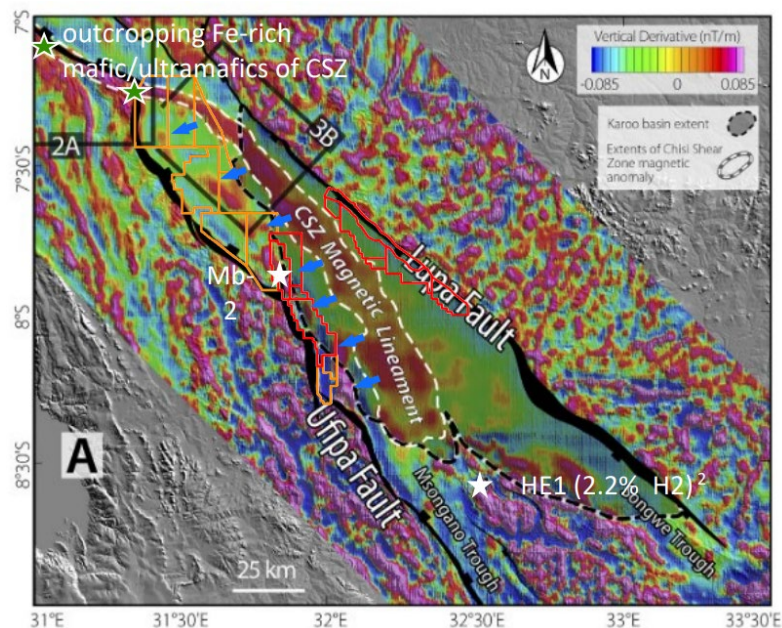 7°S
outcropping Fe-rich
mafic/ultramafics of CSZ
Vertical Derivative (nT/m)
-0.085 0 0.085
N
Karoo basin extent
Extents of Chisi Shear
Zone magnetic
anomaly
3B
2A
7°30'S
CSZ Magnetic Lineament
Lupa Fault
Mb-
2
8°S
Ufipa Fault
A
8°30'S
HE1 (2.2% H2)²
Msongano Trough
Songwe Trough
25 km
31°E 31°30'E 32°E 32°30'E 33°E 33°30'E